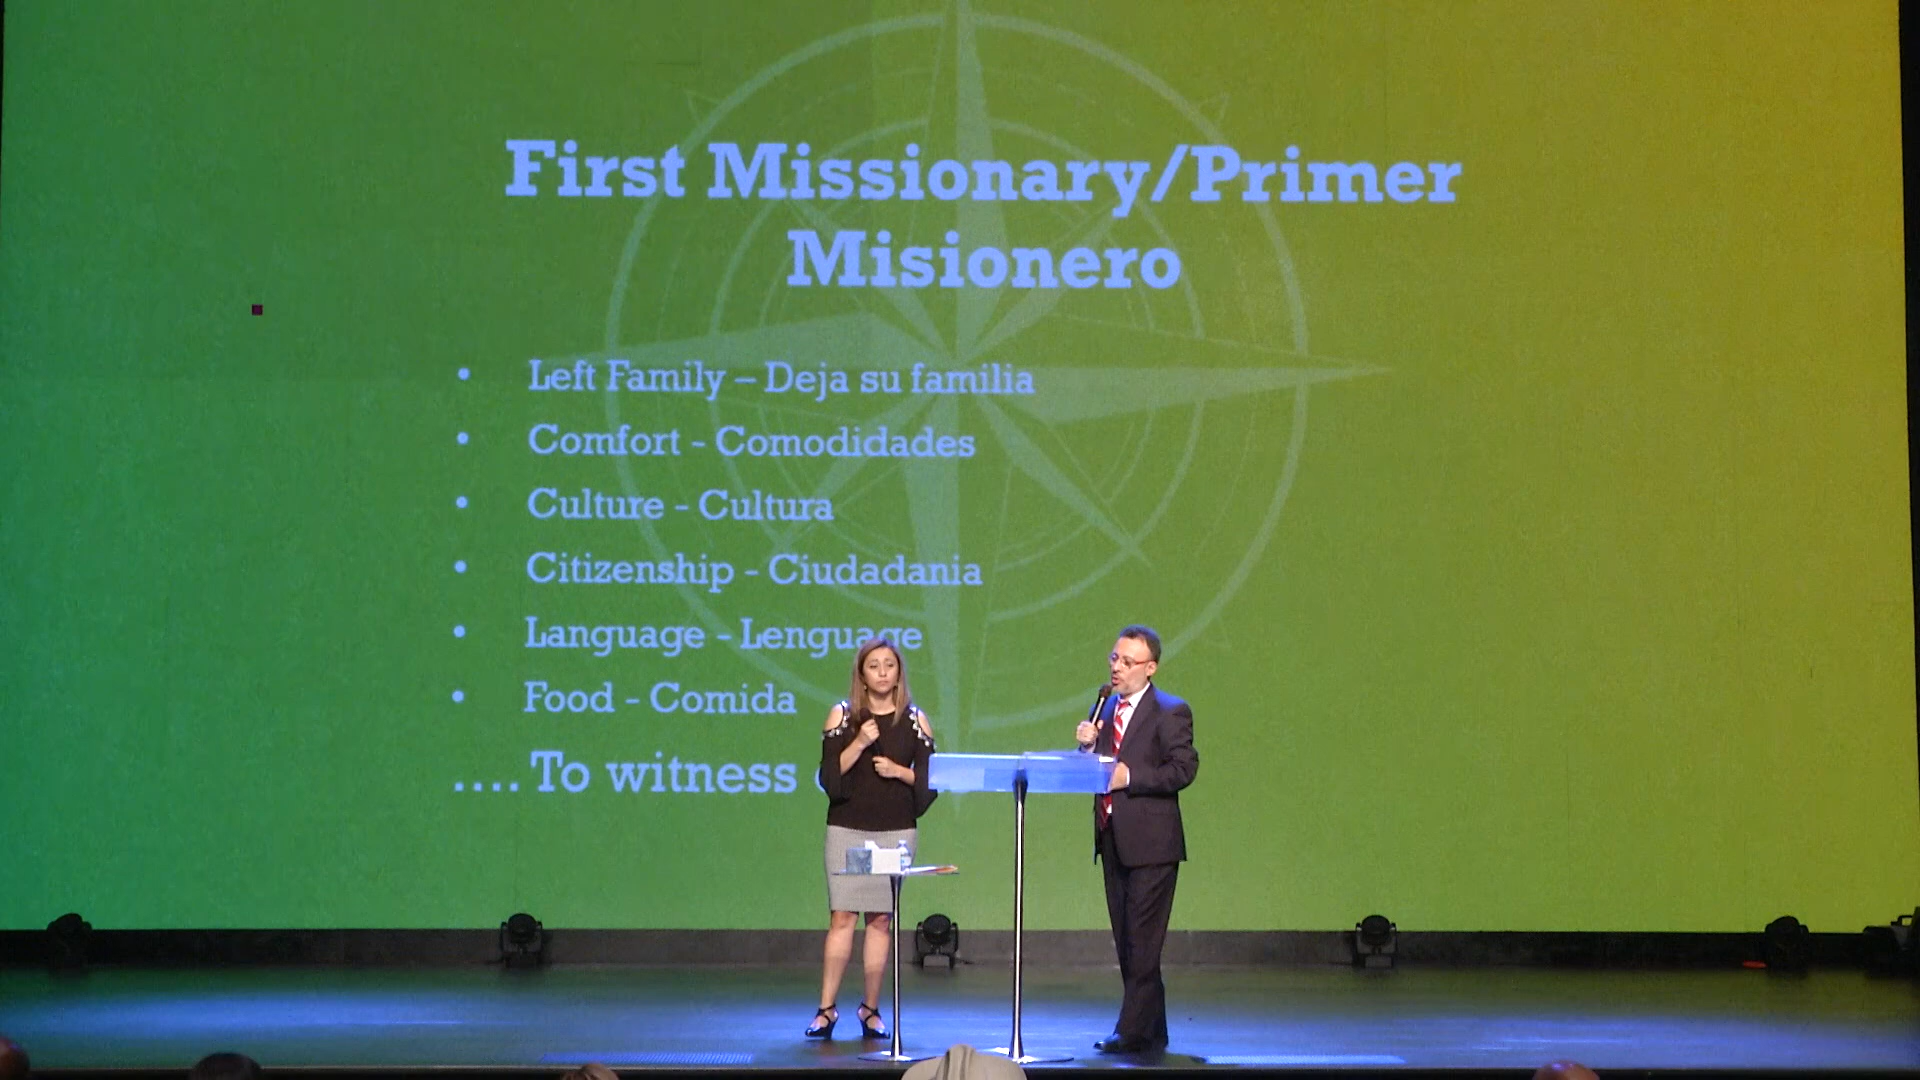 First Missionary/Primer
Misionero
• Left Family – Deja su familia
• Comfort - Comodidades
• Culture - Cultura
• Citizenship - Ciudadania
• Language - Lenguage
• Food - Comida
.... To witness